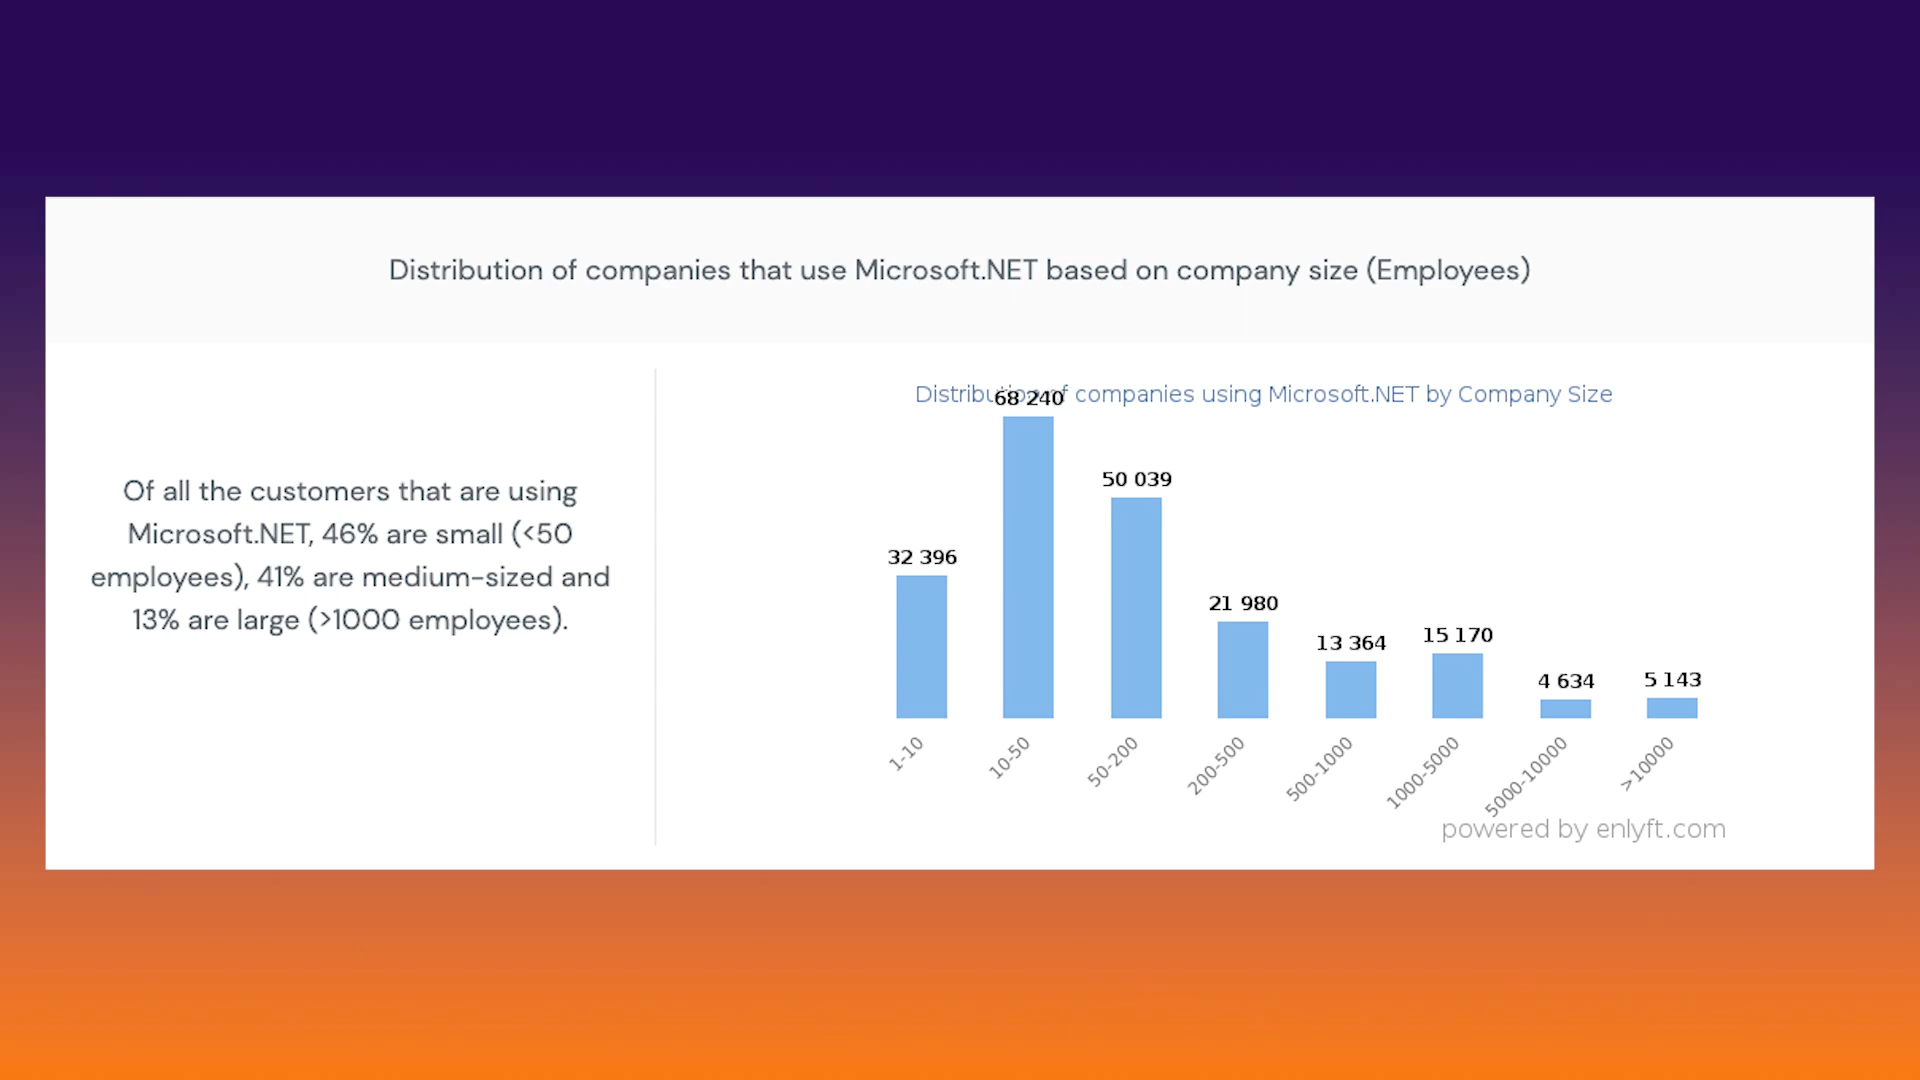 Distribution of companies that use Microsoft.NET based on company size (Employees)
Of all the customers that are using
Microsoft.NET, 46% are small (<50
employees), 41% are medium-sized and
13% are large (>1000 employees).
Distribution of companies using Microsoft.NET by Company Size
68 240
50 039
32 396
21 980
13 364
15 170
4 634
5 143
1-10
10-50
50-200
200-500
500-1000
1000-5000
5000-10000
>10000
powered by enlyft.com